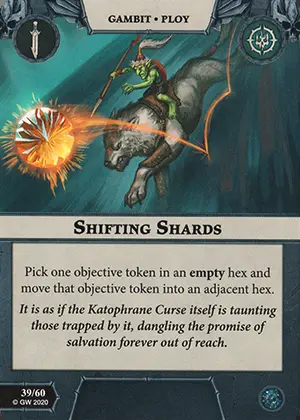 GAMBIT • PLOY
SHIFTING SHARDS
Pick one objective token in an empty hex and
move that objective token into an adjacent hex.
It is as if the Katophrane Curse itself is taunting
those trapped by it, dangling the promise of
salvation forever out of reach.
39/60
© GW 2020